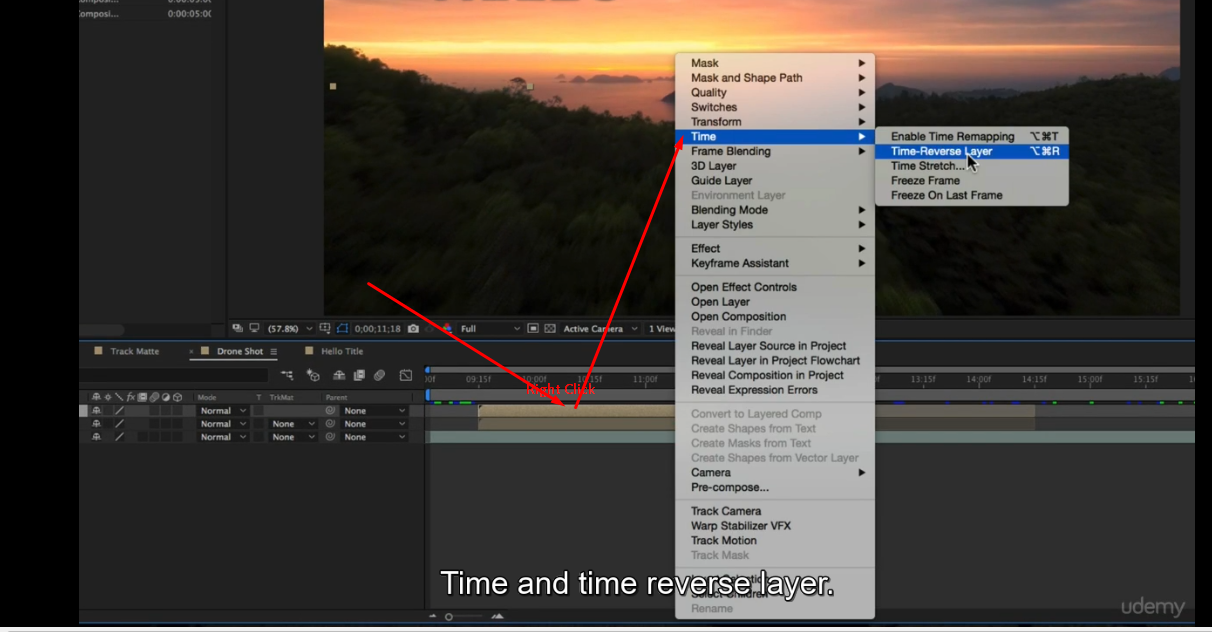 0:00:05:00
Mask
Mask and Shape Path
Quality
Switches
Transform
Time
Frame Blending
3D Layer
Guide Layer
Environment Layer
Blending Mode
Layer Styles
Effect
Keyframe Assistant
Open Effect Controls
Open Layer
Open Composition
Reveal in Finder
Reveal Layer Source in Project
Reveal Layer in Project Flowchart
Reveal Composition in Project
Reveal Expression Errors
Convert to Layered Comp
Create Shapes from Text
Create Masks from Text
Create Shapes from Vector Layer
Camera
Pre-compose...
Track Camera
Warp Stabilizer VFX
Track Motion
Track Mask
Select Children
Rename
Enable Time Remapping ⌥⌘T
Time-Reverse Layer ⌥⌘R
Time Stretch...
Freeze Frame
Freeze On Last Frame
(57.8%) 0;00;11;18 Full Active Camera 1 View
Track Matte × Drone Shot Hello Title
09:15f 10:00f 10:15f 11:00f 13:15f 14:00f 14:15f 15:00f 15:15f
Right Click
fx Mode T TrkMat Parent
Normal None
Normal None None
Normal None None
Time and time reverse layer.
udemy